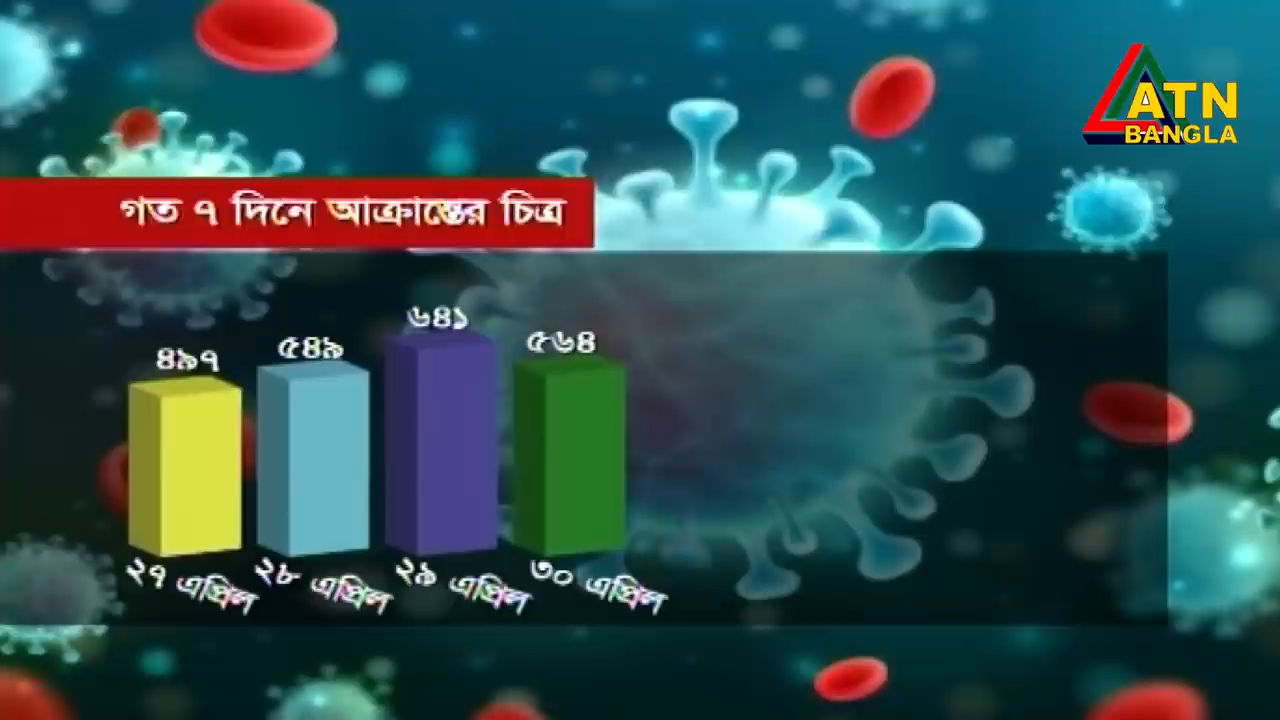 ATN
BANGLA
গত ৭ দিনে আক্রান্তের চিত্র
৪৯৭ ৫৪৯ ৬৪১ ৫৬৪
২৭ এপ্রিল ২৮ এপ্রিল ২৯ এপ্রিল ৩০ এপ্রিল